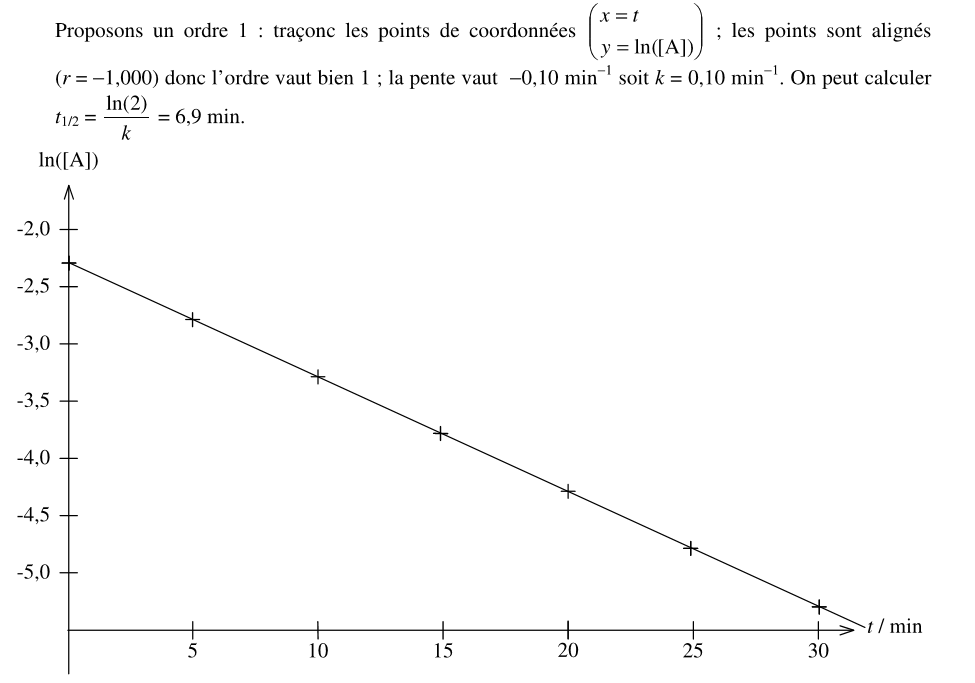 Proposons un ordre 1 : traçonc les points de coordonnées (x = t y = ln([A])) ; les points sont alignés
(r = −1,000) donc l'ordre vaut bien 1 ; la pente vaut −0,10 min⁻¹ soit k = 0,10 min⁻¹. On peut calculer
t1/2 = ln(2)/k = 6,9 min.
ln([A])
-2,0
-2,5
-3,0
-3,5
-4,0
-4,5
-5,0
t / min
5 10 15 20 25 30